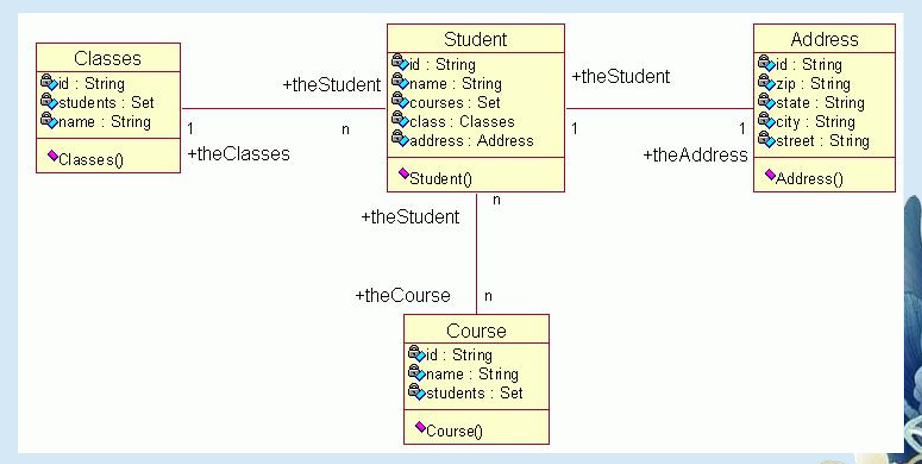 Classes
id : String
students : Set
name : String
Classes()
+theStudent
1
n
+theClasses
Student
id : String
name : String
courses : Set
class : Classes
address : Address
Student()
+theStudent
1
1
+theAddress
Address
id : String
zip : String
state : String
city : String
street : String
Address()
n
+theStudent
+theCourse
n
Course
id : String
name : String
students : Set
Course()